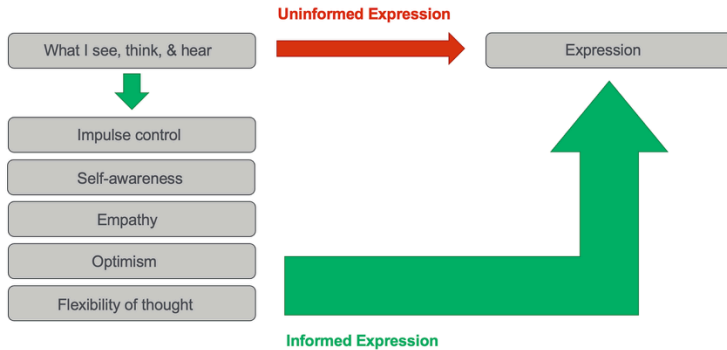 Uninformed Expression
What I see, think, & hear
Expression
Impulse control
Self-awareness
Empathy
Optimism
Flexibility of thought
Informed Expression